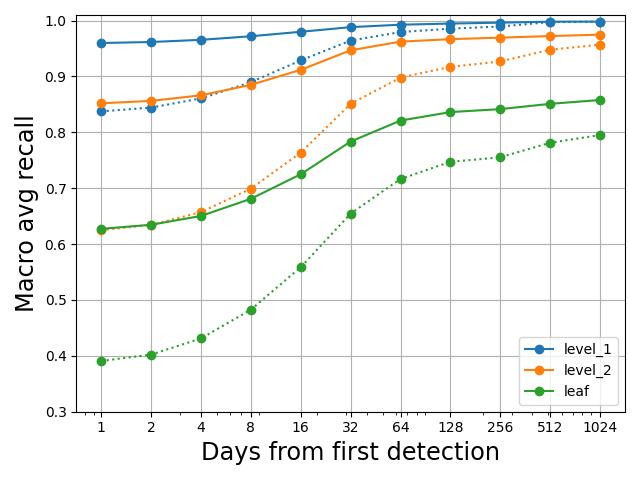 1.0
0.9
0.8
0.7
0.6
0.5
0.4
0.3
Macro avg recall
level_1
level_2
leaf
1 2 4 8 16 32 64 128 256 512 1024
Days from first detection